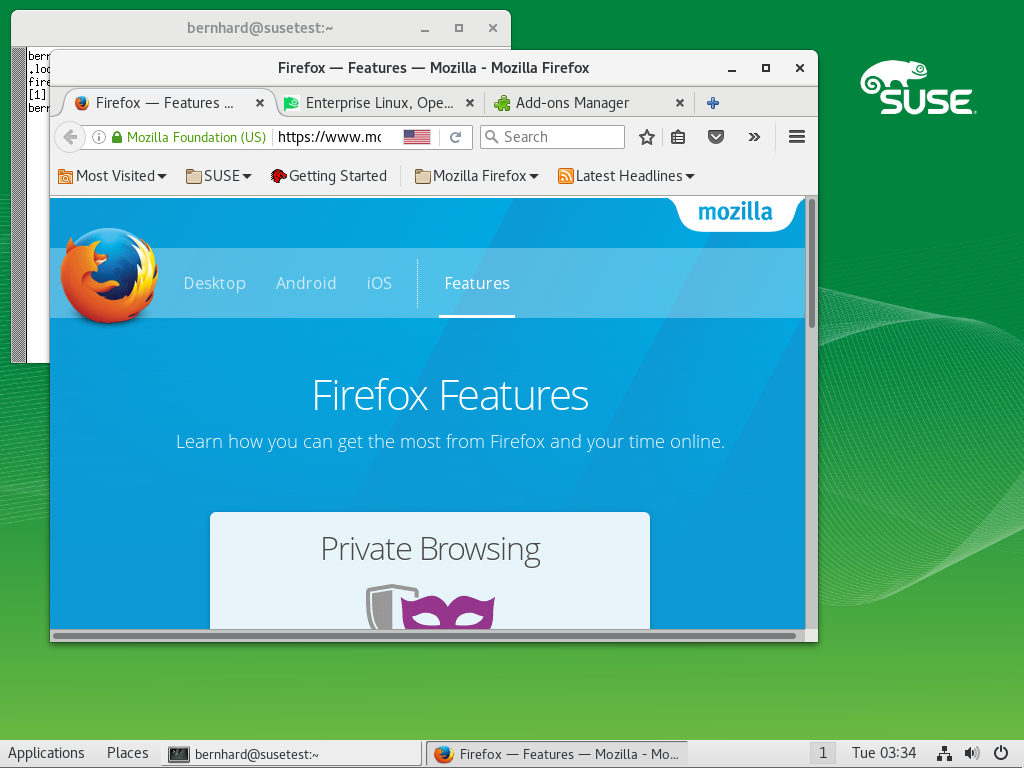 bernhard@susetest:~
bern
.loc
fire
[1]
bern
Firefox — Features — Mozilla - Mozilla Firefox
Firefox — Features ...
Enterprise Linux, Ope...
Add-ons Manager
Mozilla Foundation (US)
https://www.mo
Search
Most Visited
SUSE
Getting Started
Mozilla Firefox
Latest Headlines
mozilla
Desktop
Android
iOS
Features
Firefox Features
Learn how you can get the most from Firefox and your time online.
Private Browsing
SUSE
Applications
Places
bernhard@susetest:~
Firefox — Features — Mozilla - Mo...
1
Tue 03:34